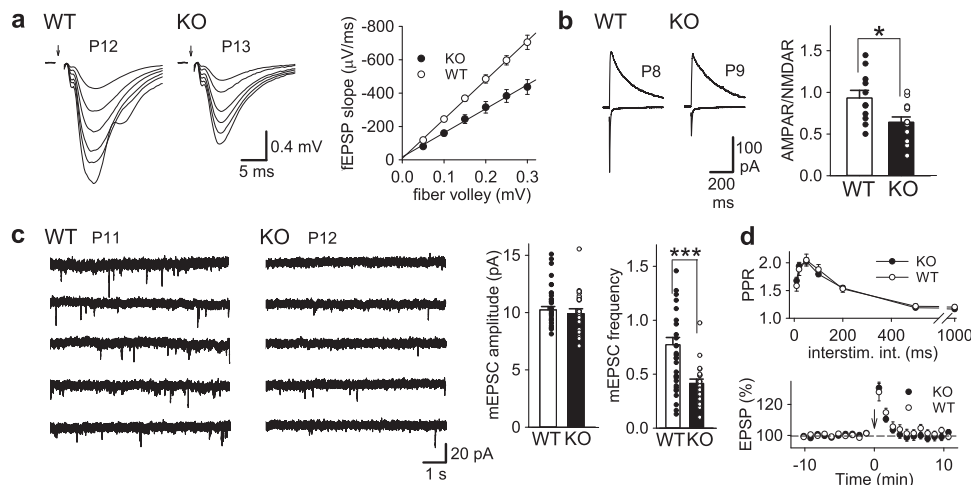 a WT KO
P12 P13
0.4 mV
5 ms
fEPSP slope (µV/ms)
-800
-600
-400
-200
0
KO
WT
0.0 0.1 0.2 0.3
fiber volley (mV)
b WT KO
P8 P9
100
pA
200
ms
AMPAR/NMDAR
1.5
1.0
0.5
0.0
*
WT KO
c WT P11 KO P12
20 pA
1 s
mEPSC amplitude (pA)
15
10
5
0
WT KO
mEPSC frequency
1.5
1.0
0.5
0.0
***
WT KO
d
PPR
2.0
1.5
1.0
KO
WT
0 200 400 1000
interstim. int. (ms)
EPSP (%)
120
100
KO
WT
-10 0 10
Time (min)